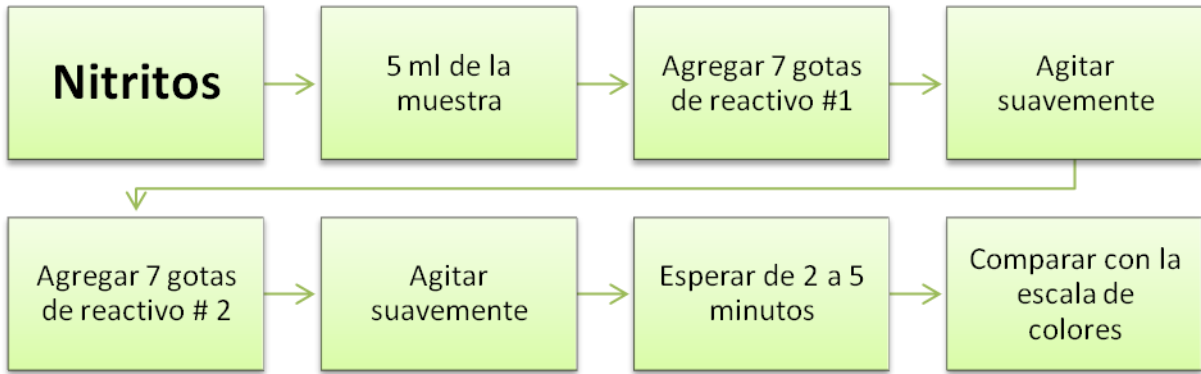 Nitritos
5 ml de la
muestra
Agregar 7 gotas
de reactivo #1
Agitar
suavemente
Agregar 7 gotas
de reactivo # 2
Agitar
suavemente
Esperar de 2 a 5
minutos
Comparar con la
escala de
colores